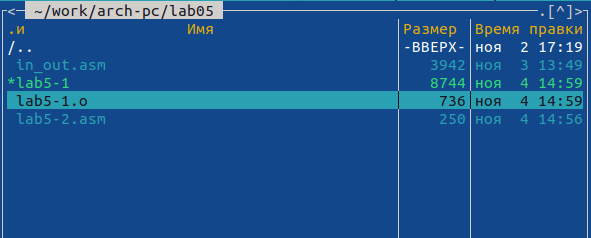 <- ~/work/arch-pc/lab05 .[^]>
.и Имя Размер Время правки
/.. -ВВЕРХ- ноя 2 17:19
in_out.asm 3942 ноя 3 13:49
*lab5-1 8744 ноя 4 14:59
lab5-1.o 736 ноя 4 14:59
lab5-2.asm 250 ноя 4 14:56